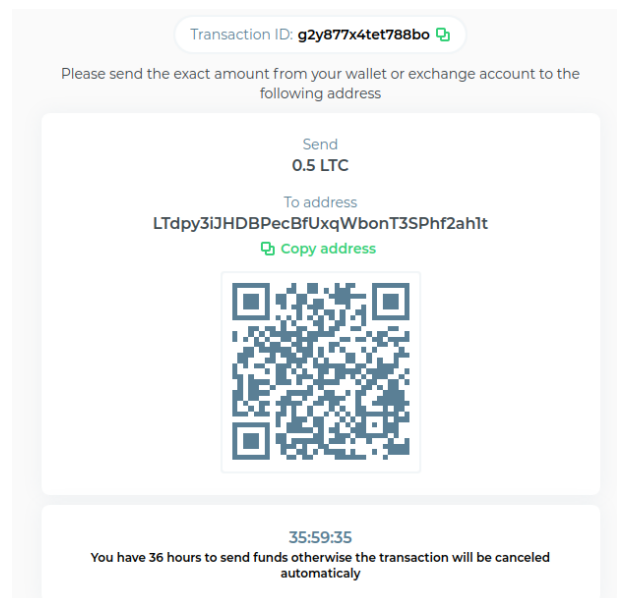 Transaction ID: g2y877x4tet788bo
Please send the exact amount from your wallet or exchange account to the
following address
Send
0.5 LTC
To address
LTdpy3iJHDBPecBfUxqWbonT3SPhf2ah1t
Copy address
35:59:35
You have 36 hours to send funds otherwise the transaction will be canceled
automaticaly